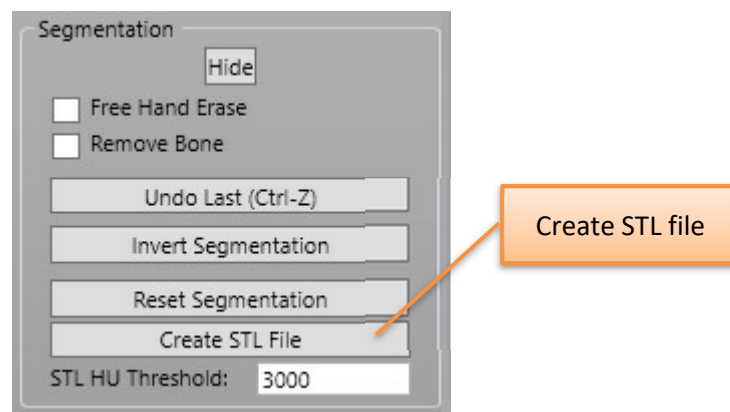 Segmentation
Hide
Free Hand Erase
Remove Bone
Undo Last (Ctrl-Z)
Invert Segmentation
Create STL file
Reset Segmentation
Create STL File
STL HU Threshold: 3000